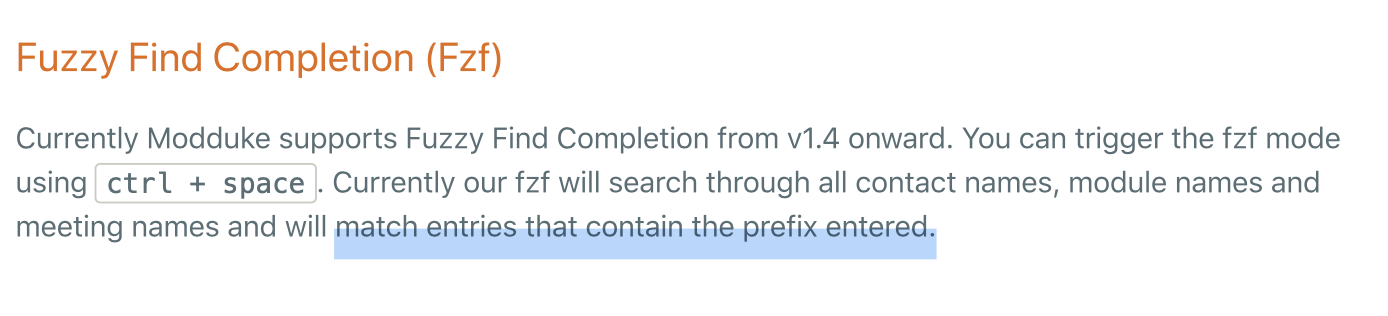 Fuzzy Find Completion (Fzf)
Currently Modduke supports Fuzzy Find Completion from v1.4 onward. You can trigger the fzf mode
using ctrl + space. Currently our fzf will search through all contact names, module names and
meeting names and will match entries that contain the prefix entered.